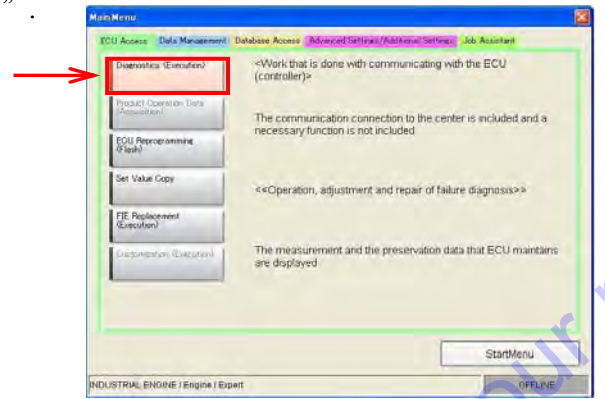 ”
.
MainMenu
ECU Access Data Management Database Access Advanced Settings/Additional Settings Job Assistant
Diagnostics (Execution)
<Work that is done with communicating with the ECU
(controller)>
Product Operation Data
(Acquisition)
The communication connection to the center is included and a
necessary function is not included
ECU Reprogramming
(Flash)
Set Value Copy
<<Operation, adjustment and repair of failure diagnosis>>
FIE Replacement
(Execution)
Customization (Execution)
The measurement and the preservation data that ECU maintains
are displayed
StartMenu
INDUSTRIAL ENGINE / Engine / Expert
OFFLINE